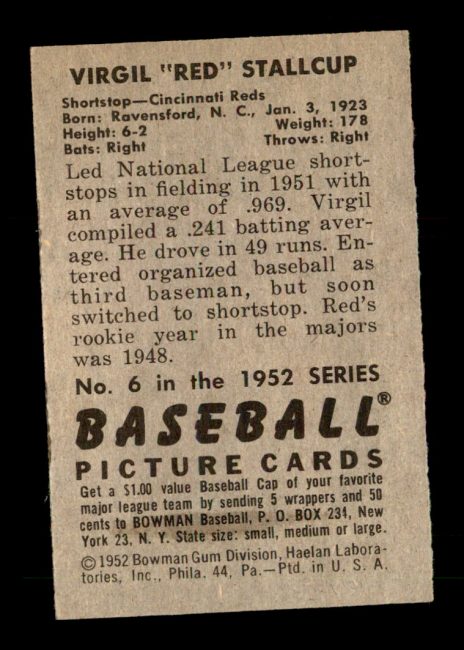 VIRGIL "RED" STALLCUP
Shortstop—Cincinnati Reds
Born: Ravensford, N. C., Jan. 3, 1923
Height: 6-2 Weight: 178
Bats: Right Throws: Right
Led National League short-
stops in fielding in 1951 with
an average of .969. Virgil
compiled a .241 batting aver-
age. He drove in 49 runs. En-
tered organized baseball as
third baseman, but soon
switched to shortstop. Red's
rookie year in the majors
was 1948.
No. 6 in the 1952 SERIES
BASEBALL®
PICTURE CARDS
Get a $1.00 value Baseball Cap of your favorite
major league team by sending 5 wrappers and 50
cents to BOWMAN Baseball, P. O. BOX 234, New
York 23, N. Y. State size: small, medium or large.
©1952 Bowman Gum Division, Haelan Labora-
tories, Inc., Phila. 44, Pa.—Ptd. in U. S. A.